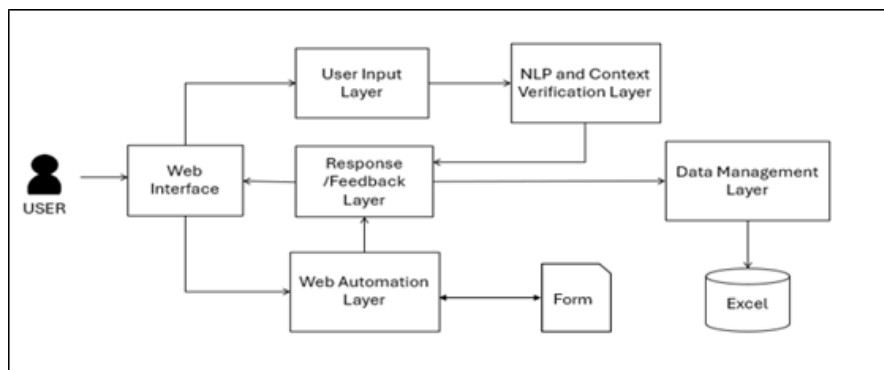 User Input
Layer
NLP and Context
Verification Layer
USER
Web
Interface
Response
/Feedback
Layer
Data Management
Layer
Web Automation
Layer
Form
Excel